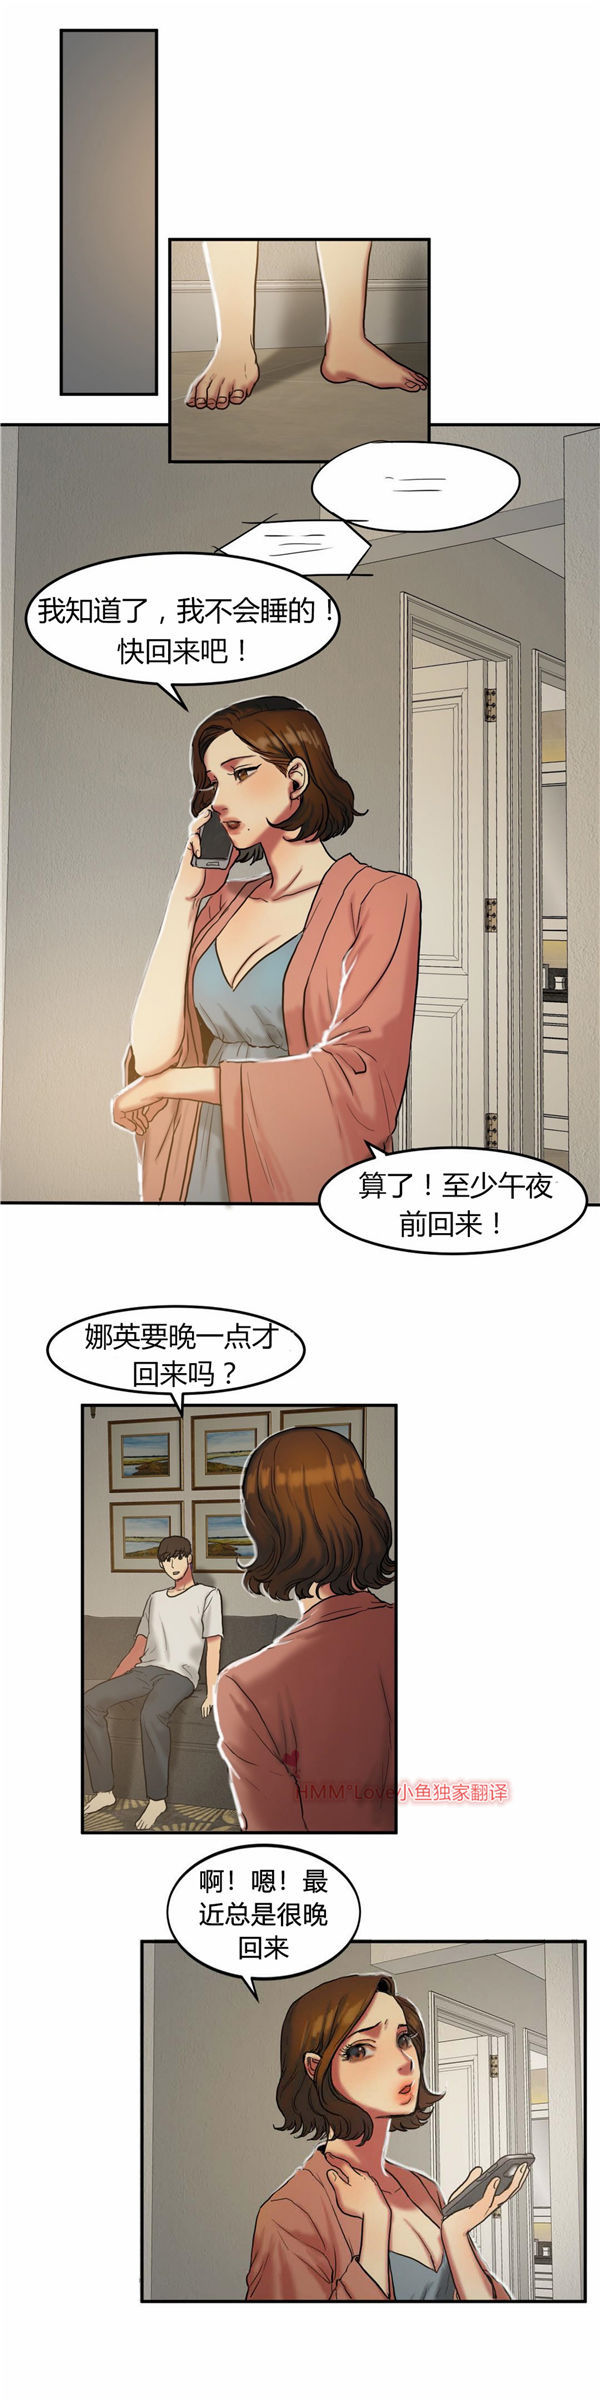 我知道了，我不会睡的！
快回来吧！
算了！至少午夜
前回来！
娜英要晚一点才
回来吗？
HMM°Love小鱼独家翻译
啊！嗯！最
近总是很晚
回来